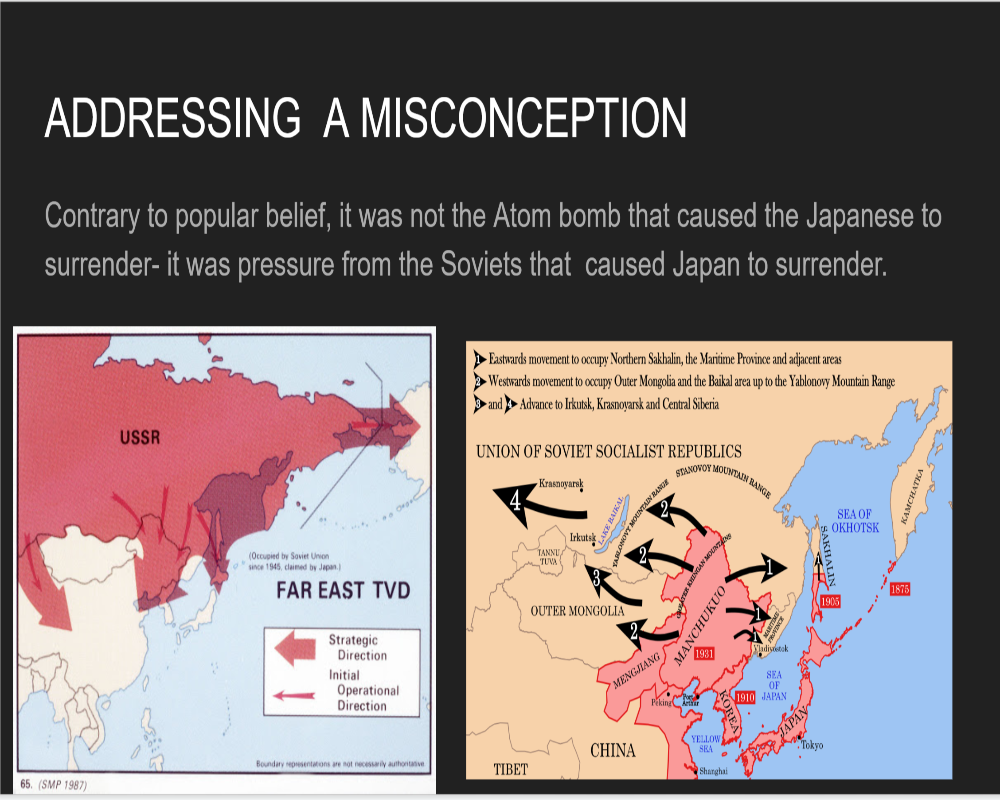 ADDRESSING  A MISCONCEPTION
Contrary to popular belief, it was not the Atom bomb that caused the Japanese to
surrender- it was pressure from the Soviets that  caused Japan to surrender.
USSR
(Occupied by Soviet Union
since 1945, claimed by Japan.)
FAR EAST TVD
Strategic
Direction
Initial
Operational
Direction
Boundary representations are not necessarily authoritative
65. (SMP 1987)
1 Eastwards movement to occupy Northern Sakhalin, the Maritime Province and adjacent areas
2 Westwards movement to occupy Outer Mongolia and the Baikal area up to the Yablonovy Mountain Range
3 and 4 Advance to Irkutsk, Krasnoyarsk and Central Siberia
UNION OF SOVIET SOCIALIST REPUBLICS
STANOVOY MOUNTAIN RANGE
Krasnoyarsk
4
LAKE BAIKAL
YABLONOVY MOUNTAIN RANGE
2
KAMCHATKA
SEA OF
OKHOTSK
Irkutsk
TANNU
TUVA
2
GREATER KHINGAN MOUNTAINS
1
SAKHALIN
3
1875
1905
OUTER MONGOLIA
MANCHUKUO
1
MARITIME
PROVINCE
2
1
Vladivostok
1931
MENGJIANG
SEA
OF
JAPAN
Peking
Port
Arthur
1910
KOREA
JAPAN
YELLOW
SEA
Tokyo
CHINA
TIBET
Shanghai